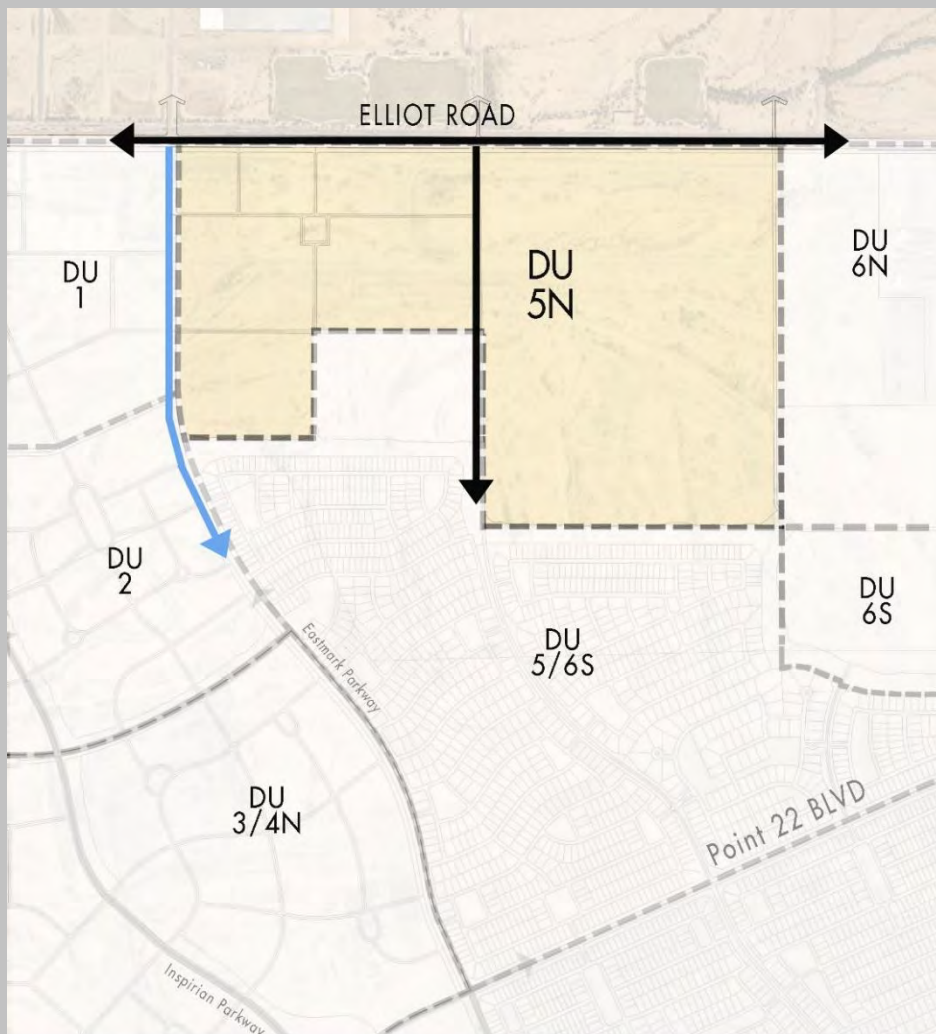 ELLIOT ROAD
DU
1
DU
5N
DU
6N
DU
2
DU
6S
Eastmark Parkway
DU
5/6S
DU
3/4N
Point 22 BLVD
Inspirian Parkway